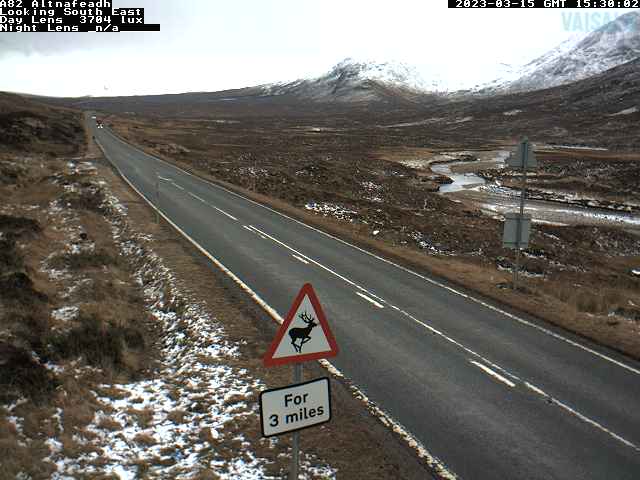 A82 Altnafeadh
Looking South East
Day Lens 3704 lux
Night Lens n/a
2023-03-15 GMT 15:30:02
VAISALA
For
3 miles